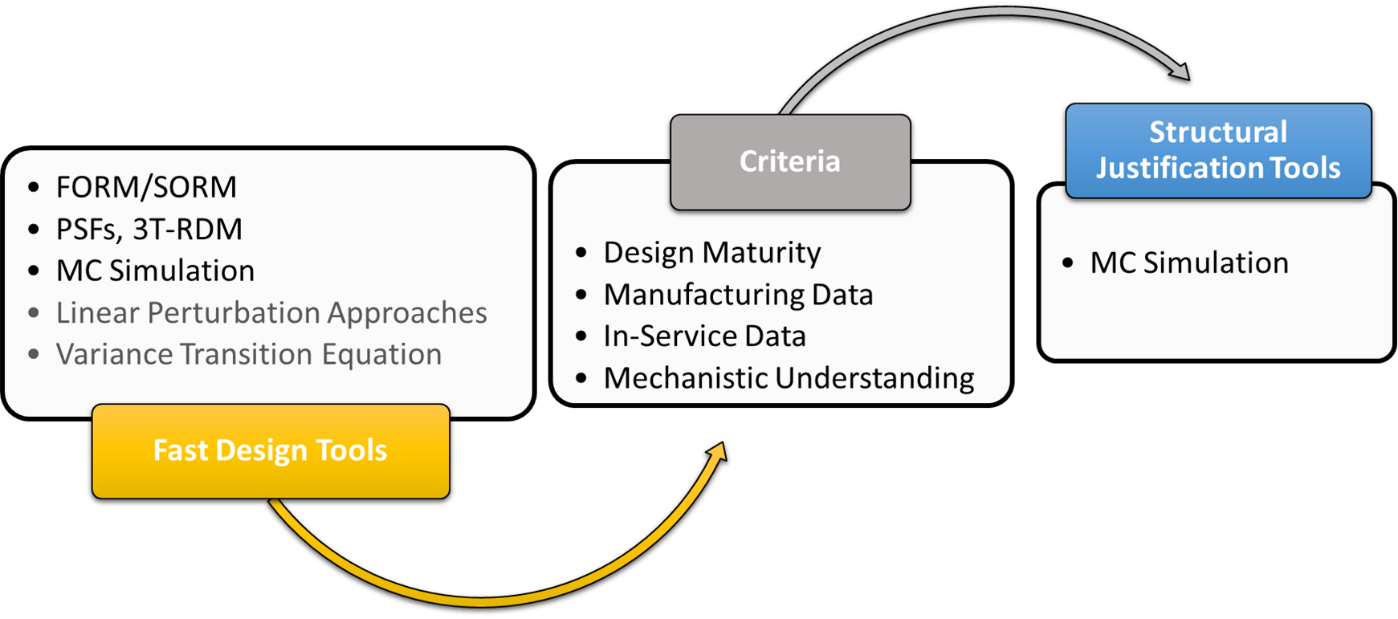 • FORM/SORM
• PSFs, 3T-RDM
• MC Simulation
• Linear Perturbation Approaches
• Variance Transition Equation
Fast Design Tools
Criteria
• Design Maturity
• Manufacturing Data
• In-Service Data
• Mechanistic Understanding
Structural
Justification Tools
• MC Simulation